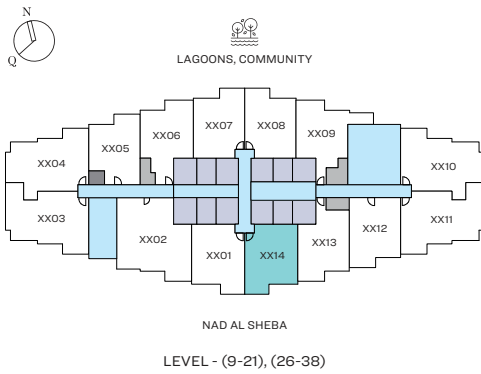 N
Q
LAGOONS, COMMUNITY
XX07
XX08
XX06
XX09
XX05
XX04
XX10
XX03
XX11
XX02
XX12
XX01
XX14
XX13
NAD AL SHEBA
LEVEL - (9-21), (26-38)